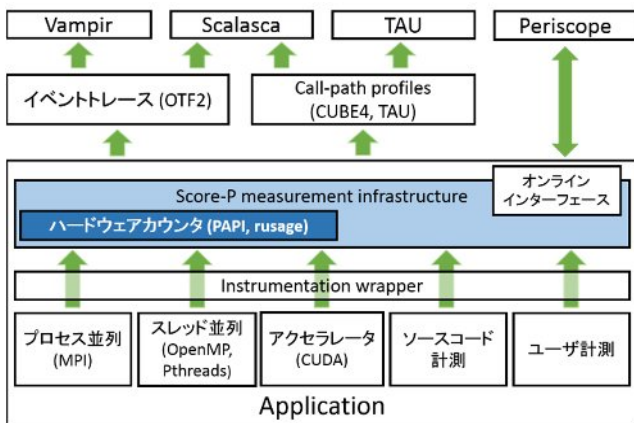 Vampir
Scalasca
TAU
Periscope
イベントトレース (OTF2)
Call-path profiles
(CUBE4, TAU)
オンライン
インターフェース
Score-P measurement infrastructure
ハードウェアカウンタ (PAPI, rusage)
Instrumentation wrapper
プロセス並列
(MPI)
スレッド並列
(OpenMP,
Pthreads)
アクセラレータ
(CUDA)
ソースコード
計測
ユーザ計測
Application